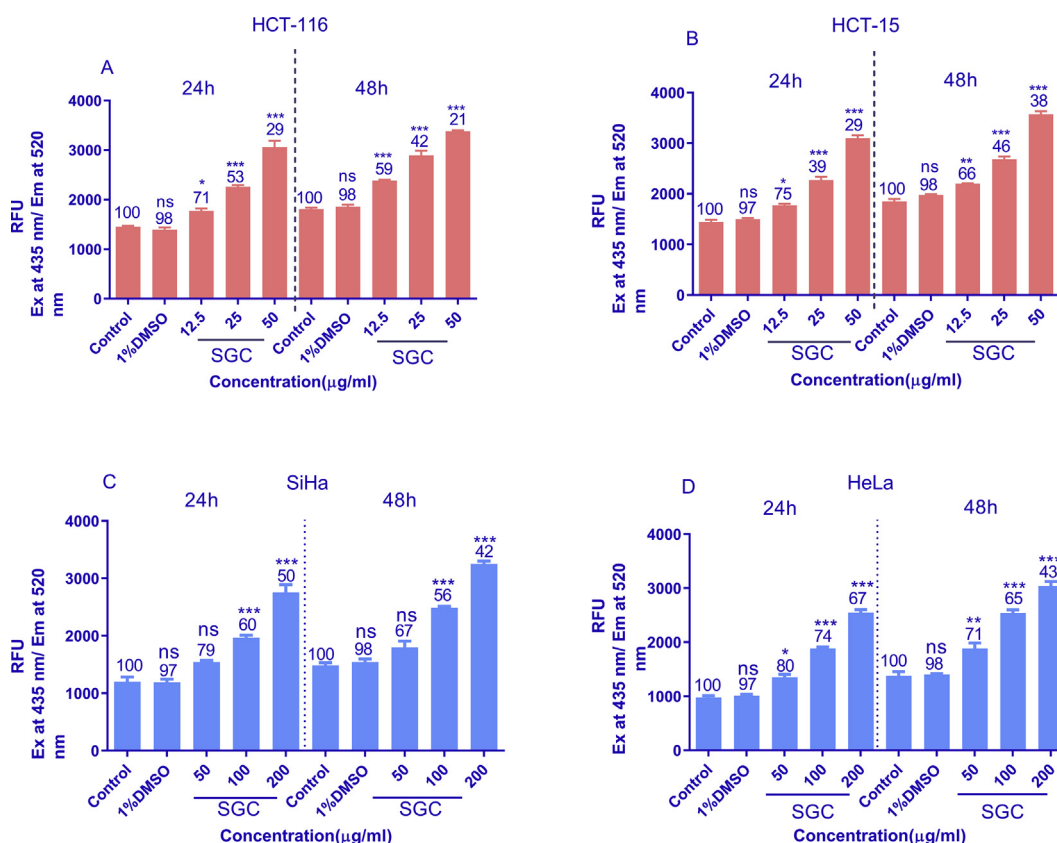 HCT-116
A
24h
48h
RFU
Ex at 435 nm/ Em at 520
nm
4000
3000
2000
1000
0
100
ns
98
*
71
***
53
***
29
100
ns
98
***
59
***
42
***
21
Control
1%DMSO
12.5
25
50
Control
1%DMSO
12.5
25
50
SGC
SGC
Concentration(μg/ml)
HCT-15
B
24h
48h
RFU
Ex at 435 nm/ Em at 520
nm
4000
3000
2000
1000
0
100
ns
97
*
75
***
39
***
29
100
ns
98
**
66
***
46
***
38
Control
1%DMSO
12.5
25
50
Control
1%DMSO
12.5
25
50
SGC
SGC
Concentration(μg/ml)
C
SiHa
24h
48h
RFU
Ex at 435 nm/ Em at 520
nm
4000
3000
2000
1000
0
100
ns
97
ns
79
***
60
***
50
100
ns
98
ns
67
***
56
***
42
Control
1%DMSO
50
100
200
Control
1%DMSO
50
100
200
SGC
SGC
Concentration(μg/ml)
D
HeLa
24h
48h
RFU
Ex at 435 nm/ Em at 520
nm
4000
3000
2000
1000
0
100
ns
97
*
80
***
74
***
67
100
ns
98
**
71
***
65
***
43
Control
1%DMSO
50
100
200
Control
1%DMSO
50
100
200
SGC
SGC
Concentration(μg/ml)